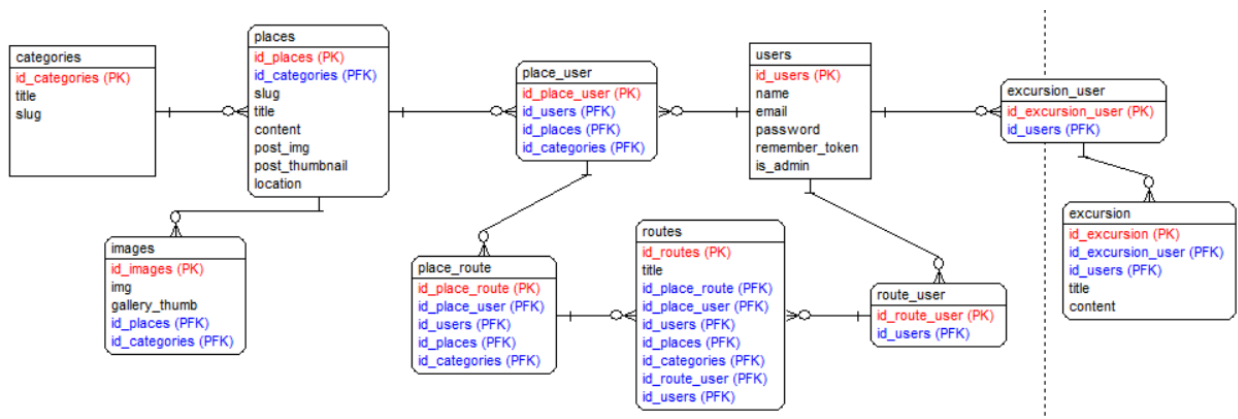 categories
id_categories (PK)
title
slug
places
id_places (PK)
id_categories (PFK)
slug
title
content
post_img
post_thumbnail
location
place_user
id_place_user (PK)
id_users (PFK)
id_places (PFK)
id_categories (PFK)
users
id_users (PK)
name
email
password
remember_token
is_admin
excursion_user
id_excursion_user (PK)
id_users (PFK)
images
id_images (PK)
img
gallery_thumb
id_places (PFK)
id_categories (PFK)
place_route
id_place_route (PK)
id_place_user (PFK)
id_users (PFK)
id_places (PFK)
id_categories (PFK)
routes
id_routes (PK)
title
id_place_route (PFK)
id_place_user (PFK)
id_users (PFK)
id_places (PFK)
id_categories (PFK)
id_route_user (PFK)
id_users (PFK)
route_user
id_route_user (PK)
id_users (PFK)
excursion
id_excursion (PK)
id_excursion_user (PFK)
id_users (PFK)
title
content